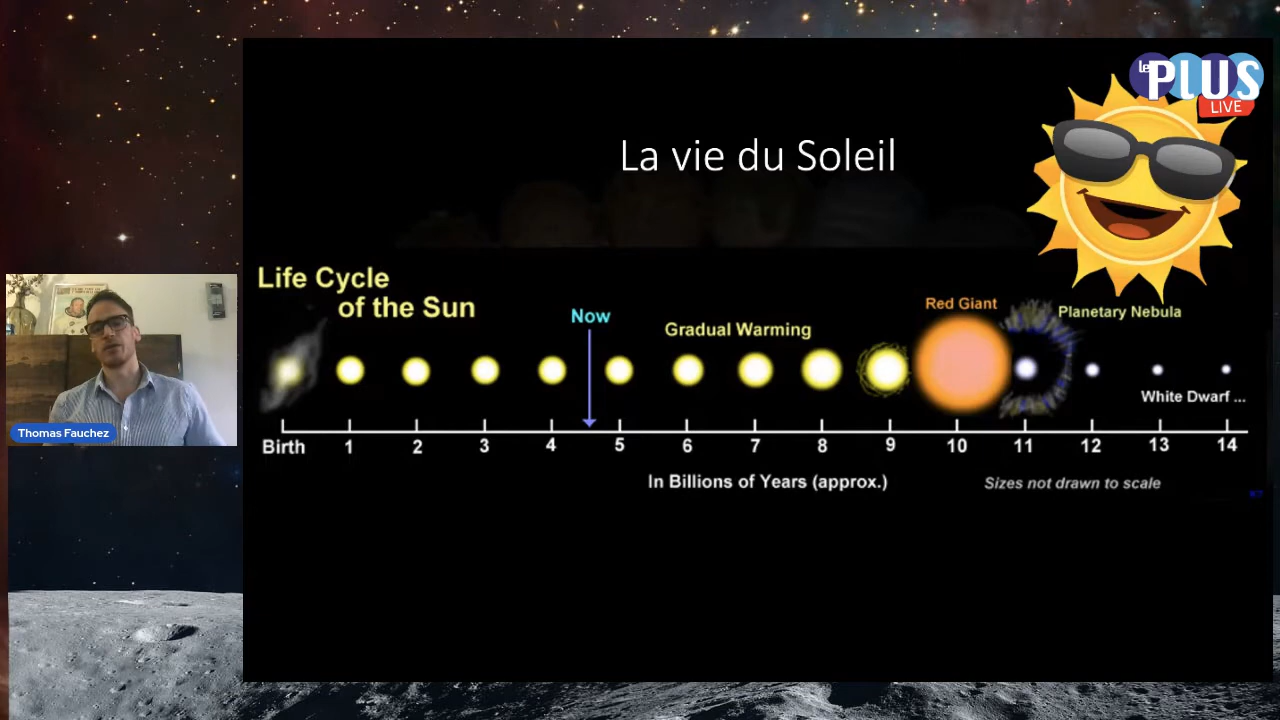 Le PLUS
LIVE
La vie du Soleil
Life Cycle
of the Sun
Now
Gradual Warming
Red Giant
Planetary Nebula
White Dwarf ...
Birth 1 2 3 4 5 6 7 8 9 10 11 12 13 14
In Billions of Years (approx.)
Sizes not drawn to scale
Thomas Fauchez